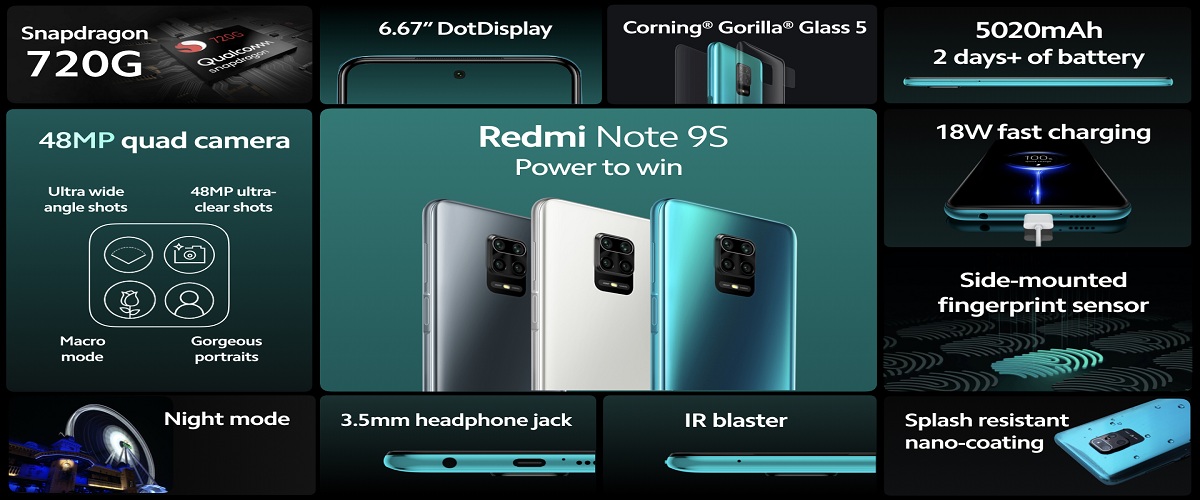 Snapdragon
720G
720G
Qualcomm
snapdragon
6.67” DotDisplay
Corning® Gorilla® Glass 5
5020mAh
2 days+ of battery
48MP quad camera
Ultra wide
angle shots
48MP ultra-
clear shots
Macro
mode
Gorgeous
portraits
Redmi Note 9S
Power to win
18W fast charging
100%
Side-mounted
fingerprint sensor
Night mode
3.5mm headphone jack
IR blaster
Splash resistant
nano-coating